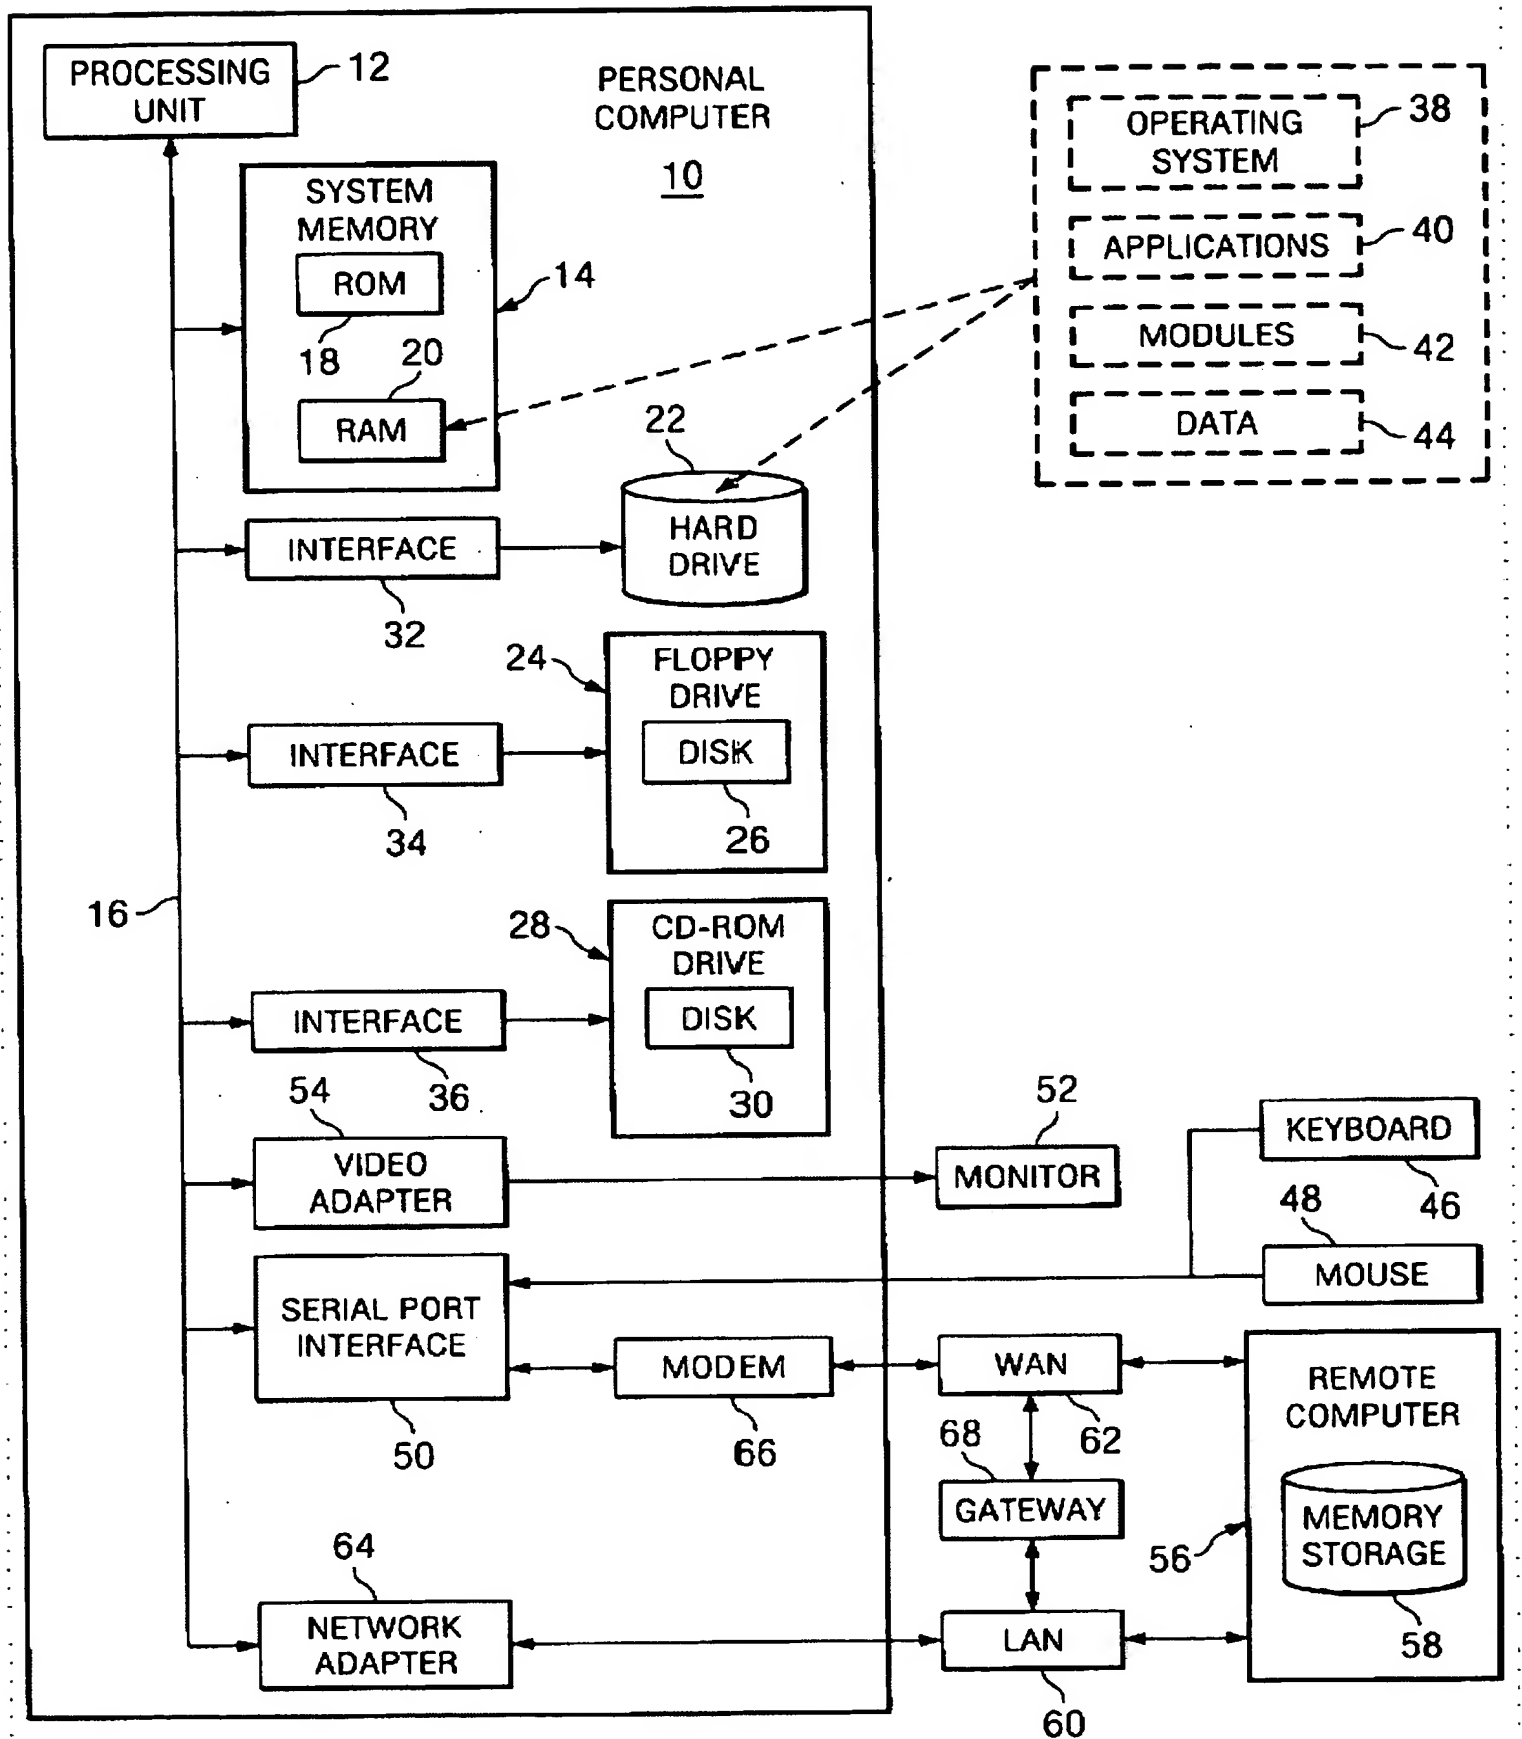 PROCESSING
UNIT
12
PERSONAL
COMPUTER
10
SYSTEM
MEMORY
ROM
18
20
RAM
14
OPERATING
SYSTEM
38
APPLICATIONS
40
MODULES
42
DATA
44
22
HARD
DRIVE
INTERFACE
32
24
FLOPPY
DRIVE
DISK
26
INTERFACE
34
16
28
CD-ROM
DRIVE
DISK
30
INTERFACE
36
54
VIDEO
ADAPTER
52
MONITOR
KEYBOARD
46
48
MOUSE
SERIAL PORT
INTERFACE
50
MODEM
66
WAN
62
68
GATEWAY
REMOTE
COMPUTER
56
MEMORY
STORAGE
58
64
NETWORK
ADAPTER
LAN
60